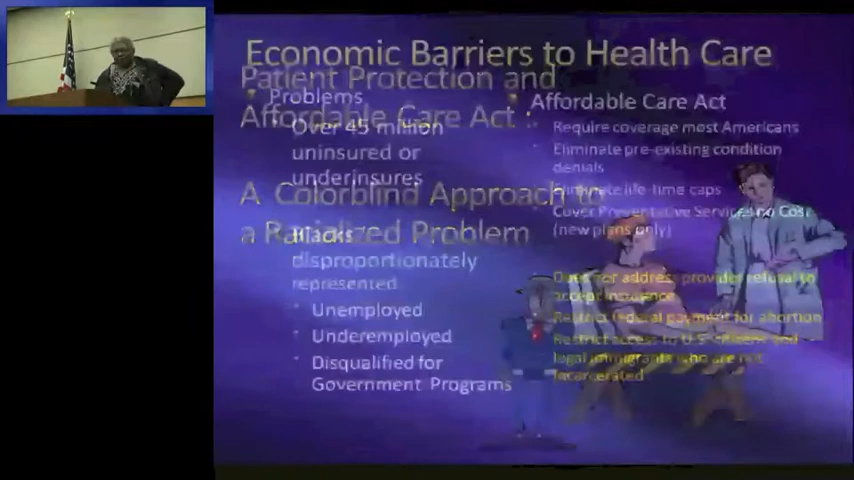 Economic Barriers to Health Care
Patient Protection and
Affordable Care Act :
A Colorblind Approach to
a Racialized Problem
Problems
Over 45 million
uninsured or
underinsures
Blacks
disproportionately
represented
Unemployed
Underemployed
Disqualified for
Government Programs
Affordable Care Act
Require coverage most Americans
Eliminate pre-existing condition
denials
Eliminate life-time caps
Cover Preventative Services no Cost
(new plans only)
Does not address provider refusal to
accept insurance
Restrict federal payment for abortion
Restrict access to U.S. citizens and
legal immigrants who are not
incarcerated